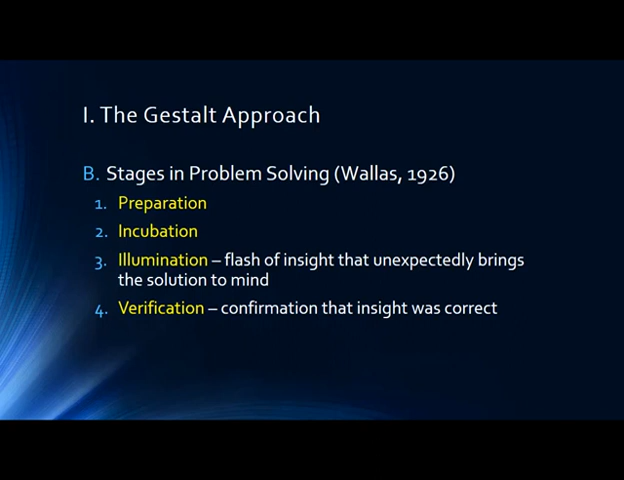 I. The Gestalt Approach
B. Stages in Problem Solving (Wallas, 1926)
1. Preparation
2. Incubation
3. Illumination – flash of insight that unexpectedly brings
the solution to mind
4. Verification – confirmation that insight was correct